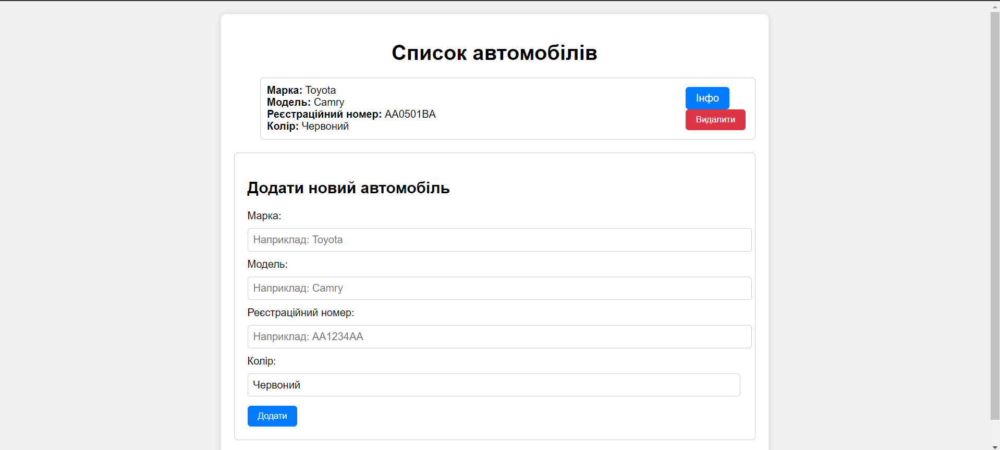 Список автомобілів
Марка: Toyota
Модель: Camry
Реєстраційний номер: AA0501BA
Колір: Червоний
Інфо
Видалити
Додати новий автомобіль
Марка:
Наприклад: Toyota
Модель:
Наприклад: Camry
Реєстраційний номер:
Наприклад: AA1234AA
Колір:
Червоний
Додати